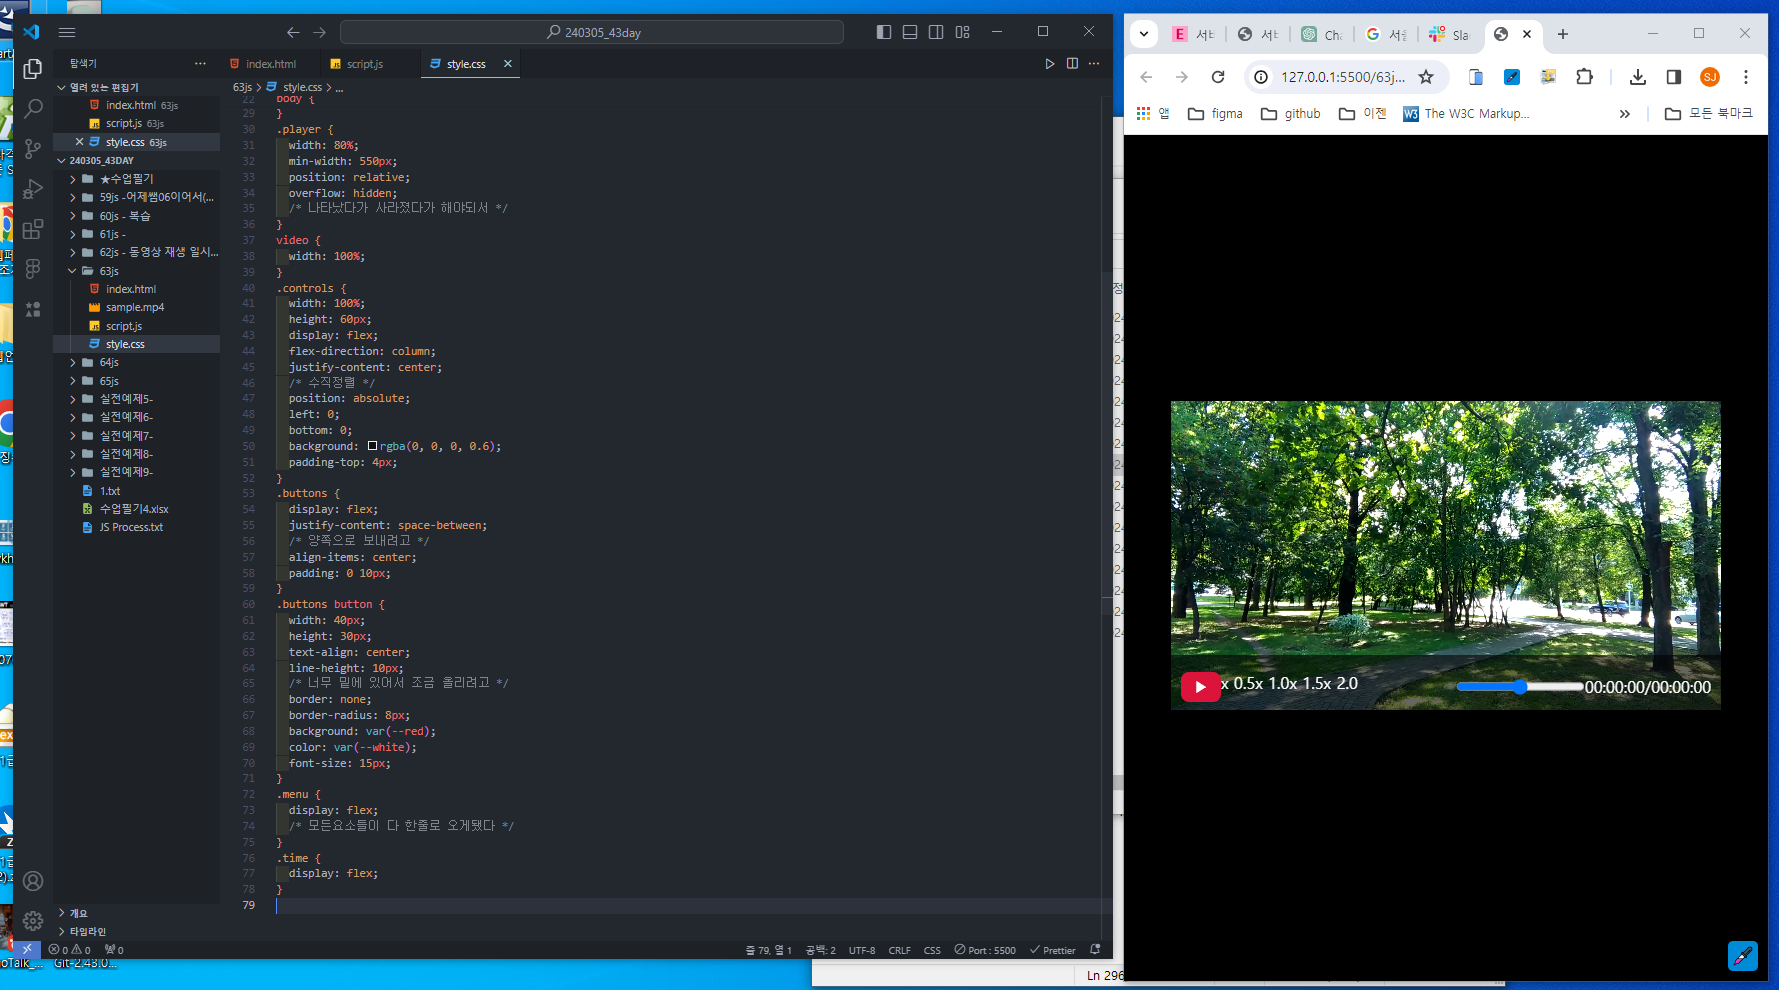 240305_43day
탐색기
index.html
script.js
style.css
열려 있는 편집기
index.html 63js
script.js 63js
style.css 63js
240305_43DAY
★수업필기
59js -어제쌤06이어서(...
60js - 복습
61js -
62js - 동영상 재생 일시...
63js
index.html
sample.mp4
script.js
style.css
64js
65js
실전예제5-
실전예제6-
실전예제7-
실전예제8-
실전예제9-
1.txt
수업필기4.xlsx
JS Process.txt
개요
타임라인
63js > style.css > ...
22 body {
29 }
30 .player {
31 width: 80%;
32 min-width: 550px;
33 position: relative;
34 overflow: hidden;
35 /* 나타났다가 사라졌다가 해야되서 */
36 }
37 video {
38 width: 100%;
39 }
40 .controls {
41 width: 100%;
42 height: 60px;
43 display: flex;
44 flex-direction: column;
45 justify-content: center;
46 /* 수직정렬 */
47 position: absolute;
48 left: 0;
49 bottom: 0;
50 background: rgba(0, 0, 0, 0.6);
51 padding-top: 4px;
52 }
53 .buttons {
54 display: flex;
55 justify-content: space-between;
56 /* 양쪽으로 보내려고 */
57 align-items: center;
58 padding: 0 10px;
59 }
60 .buttons button {
61 width: 40px;
62 height: 30px;
63 text-align: center;
64 line-height: 10px;
65 /* 너무 밑에 있어서 조금 올리려고 */
66 border: none;
67 border-radius: 8px;
68 background: var(--red);
69 color: var(--white);
70 font-size: 15px;
71 }
72 .menu {
73 display: flex;
74 /* 모든요소들이 다 한줄로 오게됐다 */
75 }
76 .time {
77 display: flex;
78 }
79
0 0 0
줄 79, 열 1 공백: 2 UTF-8 CRLF CSS Port : 5500 Prettier
Git-2.43.0...
Ln 296
E 서ㅂ
서ㅂ
Ch
서울
Sla
127.0.0.1:5500/63j...
SJ
앱 figma github 이젠 W3 The W3C Markup... » 모든 북마크
x 0.5x 1.0x 1.5x 2.0
00:00:00/00:00:00